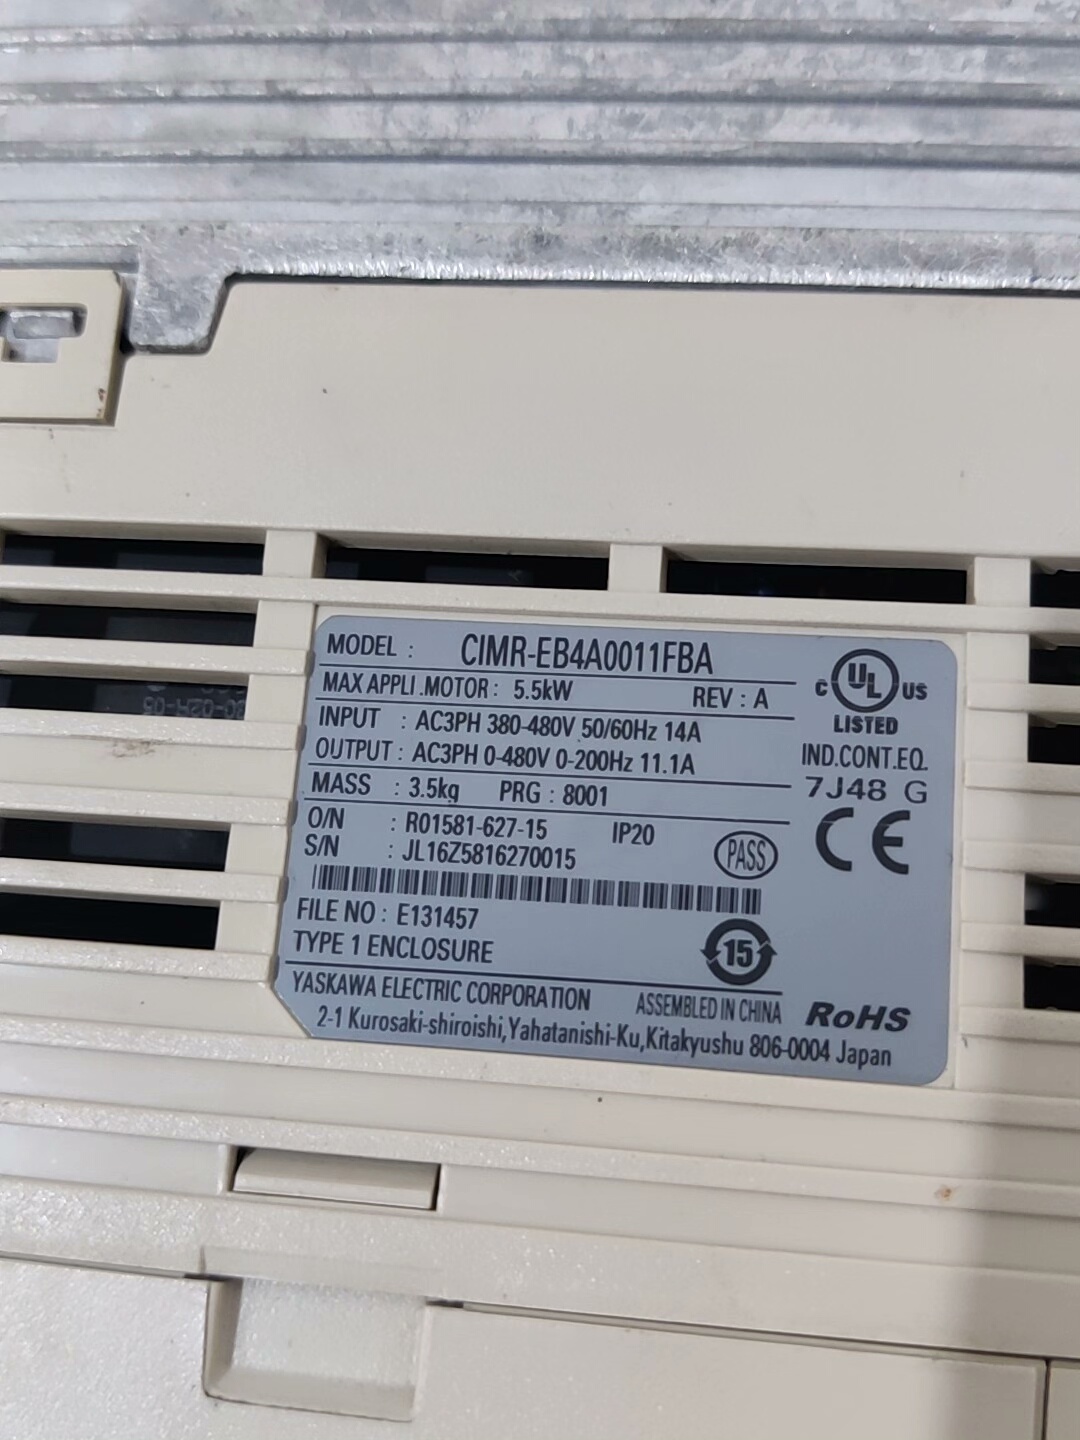 MODEL : CIMR-EB4A0011FBA
MAX APPLI.MOTOR : 5.5kW REV : A
INPUT : AC3PH 380-480V 50/60Hz 14A
OUTPUT : AC3PH 0-480V 0-200Hz 11.1A
MASS : 3.5kg PRG : 8001
O/N : R01581-627-15 IP20
S/N : JL16Z5816270015
PASS
FILE NO : E131457
TYPE 1 ENCLOSURE
15
YASKAWA ELECTRIC CORPORATION ASSEMBLED IN CHINA
2-1 Kurosaki-shiroishi,Yahatanishi-Ku,Kitakyushu 806-0004 Japan
C UL US
LISTED
IND.CONT.EQ.
7J48 G
CE
RoHS